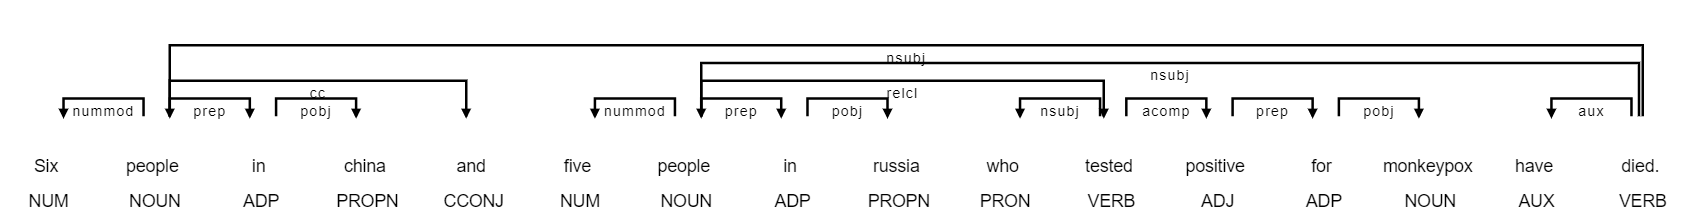 nsubj
nsubj
cc relcl
nummod prep pobj nummod prep pobj nsubj acomp prep pobj aux
Six people in china and five people in russia who tested positive for monkeypox have died.
NUM NOUN ADP PROPN CCONJ NUM NOUN ADP PROPN PRON VERB ADJ ADP NOUN AUX VERB